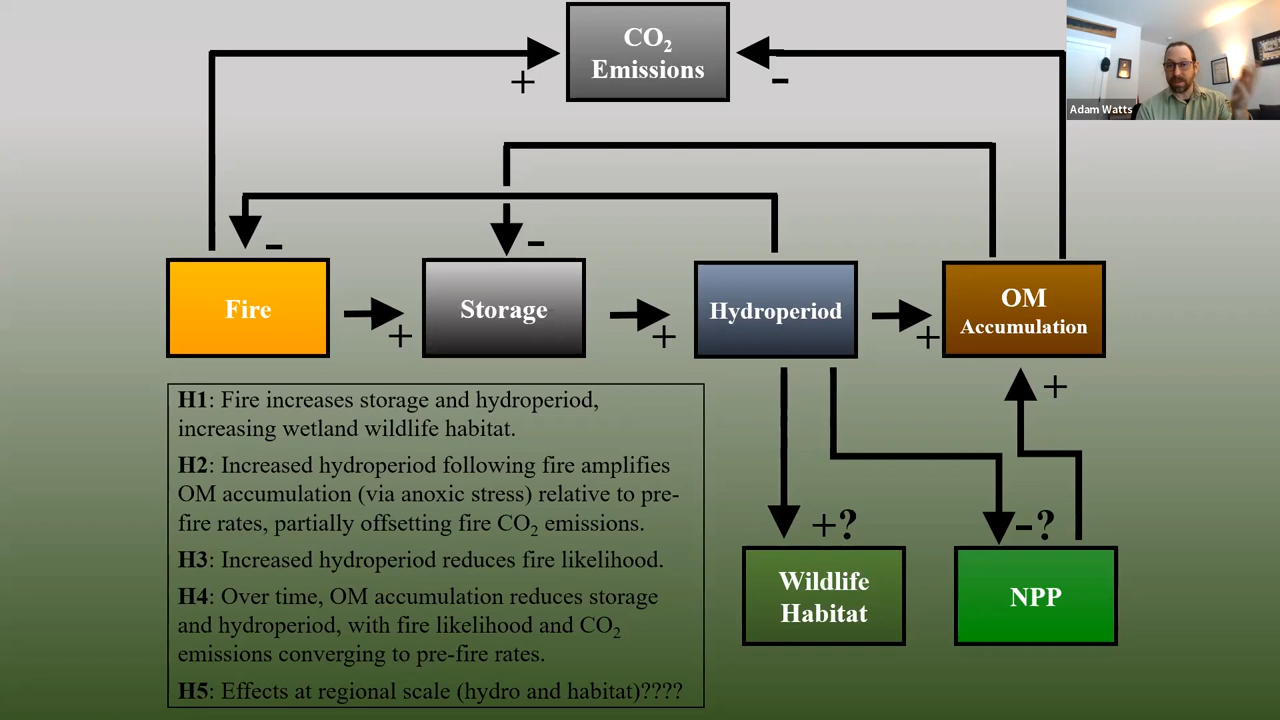 CO₂
Emissions
+
-
Adam Watts
-
-
Fire
+
Storage
+
Hydroperiod
+
OM
Accumulation
H1: Fire increases storage and hydroperiod,
increasing wetland wildlife habitat.
H2: Increased hydroperiod following fire amplifies
OM accumulation (via anoxic stress) relative to pre-
fire rates, partially offsetting fire CO₂ emissions.
H3: Increased hydroperiod reduces fire likelihood.
H4: Over time, OM accumulation reduces storage
and hydroperiod, with fire likelihood and CO₂
emissions converging to pre-fire rates.
H5: Effects at regional scale (hydro and habitat)????
+
+?
–?
Wildlife
Habitat
NPP